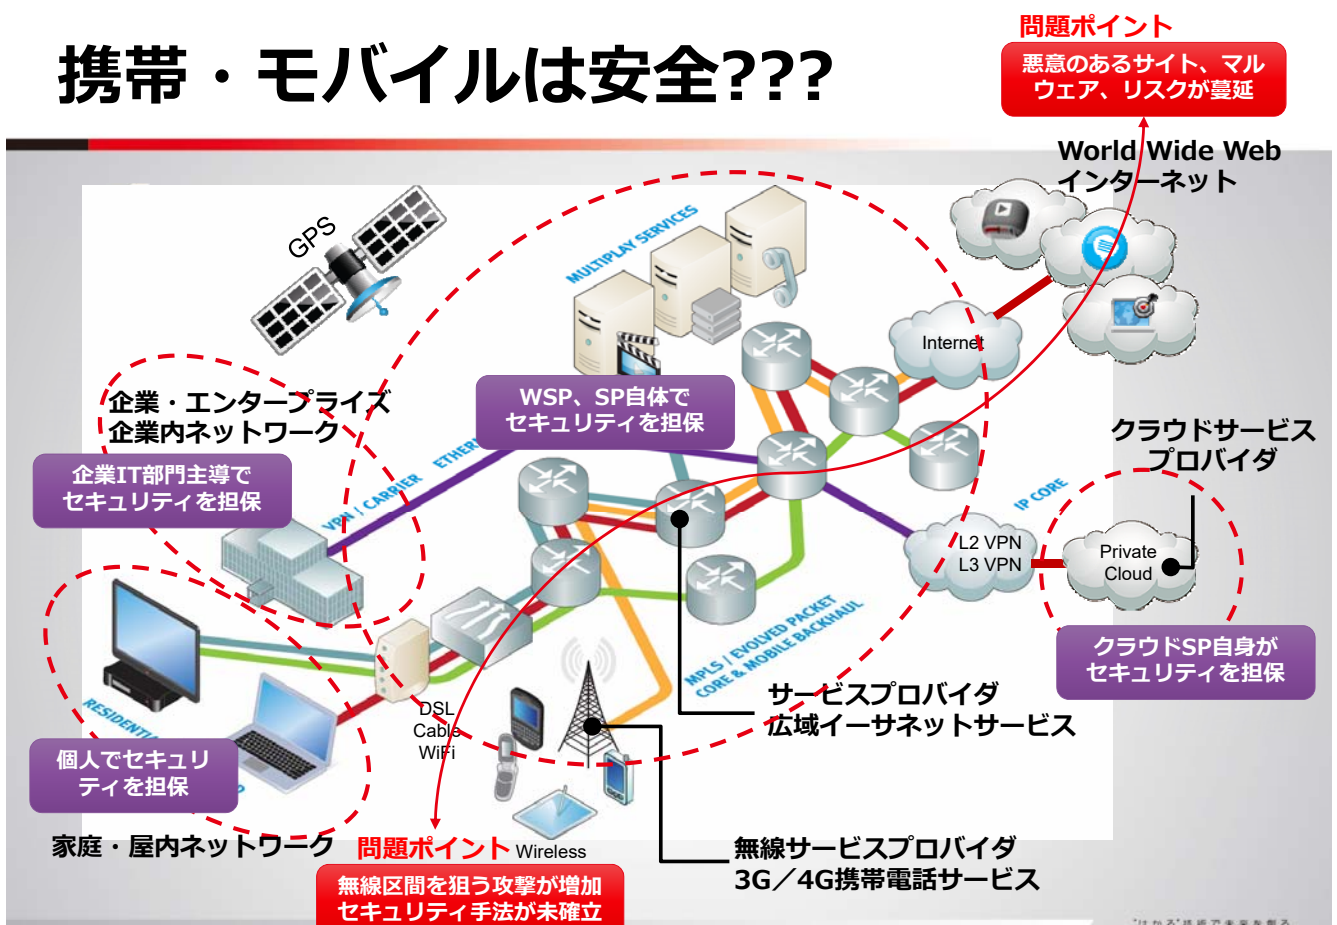 携帯・モバイルは安全???
問題ポイント
悪意のあるサイト、マル
ウェア、リスクが蔓延
World Wide Web
インターネット
GPS
MULTIPLAY SERVICES
Internet
企業・エンタープライズ
企業内ネットワーク
WSP、SP自体で
セキュリティを担保
企業IT部門主導で
セキュリティを担保
VPN / CARRIER
クラウドサービス
プロバイダ
IP CORE
L2 VPN
L3 VPN
Private
Cloud
クラウドSP自身が
セキュリティを担保
MPLS / EVOLVED PACKET
CORE & MOBILE BACKHAUL
サービスプロバイダ
広域イーサネットサービス
DSL
Cable
WiFi
個人でセキュリ
ティを担保
家庭・屋内ネットワーク
問題ポイント
Wireless
無線区間を狙う攻撃が増加
セキュリティ手法が未確立
無線サービスプロバイダ
3G／4G携帯電話サービス